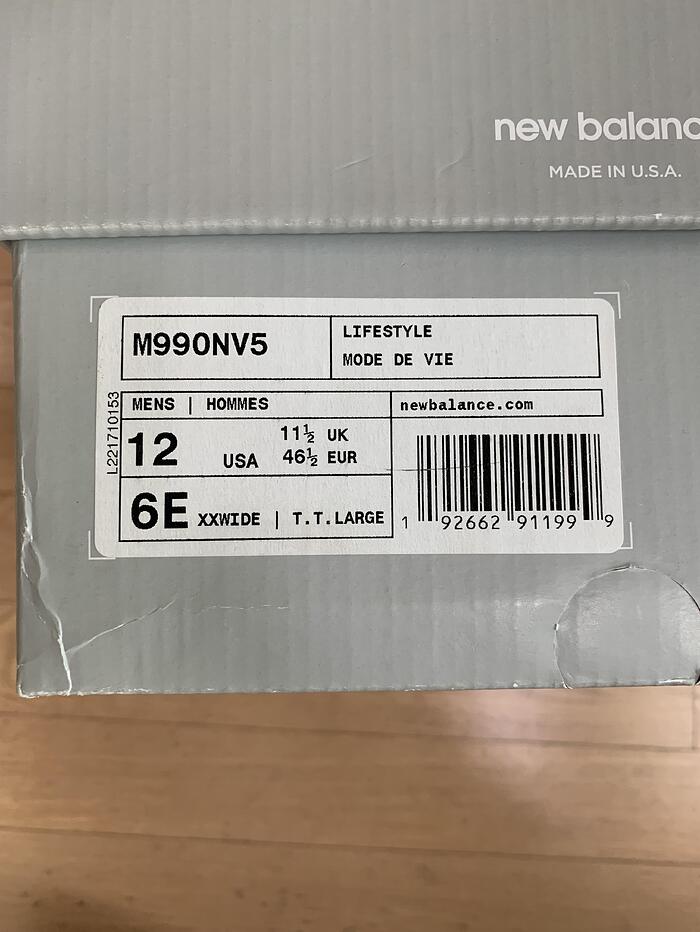 new balanc
MADE IN U.S.A.
M990NV5
LIFESTYLE
MODE DE VIE
L221710153
MENS | HOMMES
newbalance.com
12 USA 11½ UK
46½ EUR
6E XXWIDE | T.T.LARGE
1 92662 91199 9